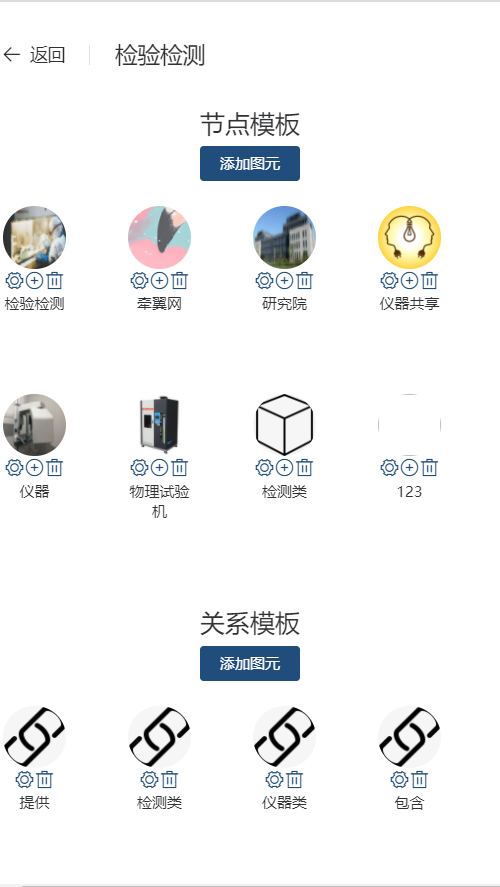 返回
检验检测
节点模板
添加图元
检验检测
牵翼网
研究院
仪器共享
仪器
物理试验
机
检测类
123
关系模板
添加图元
提供
检测类
仪器类
包含